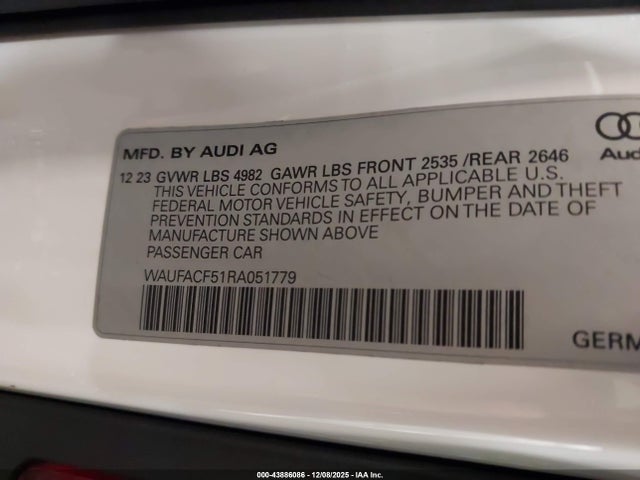 MFD. BY AUDI AG
12 23 GVWR LBS 4982 GAWR LBS FRONT 2535 /REAR 2646
THIS VEHICLE CONFORMS TO ALL APPLICABLE U.S.
FEDERAL MOTOR VEHICLE SAFETY, BUMPER AND THEFT
PREVENTION STANDARDS IN EFFECT ON THE DATE OF
MANUFACTURE SHOWN ABOVE
PASSENGER CAR
WAUFACF51RA051779
Aud
GERM
000-43886086 - 12/08/2025 - IAA Inc.